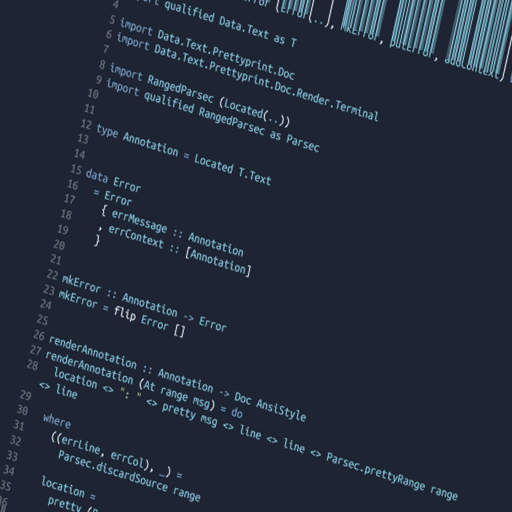 4 qualified Data.Text as T
5 import Data.Text.Prettyprint.Doc
6 import Data.Text.Prettyprint.Doc.Render.Terminal
7
8 import RangedParsec (Located(..))
9 import qualified RangedParsec as Parsec
10
11
12 type Annotation = Located T.Text
13
14
15 data Error
16 = Error
17 { errMessage :: Annotation
18 , errContext :: [Annotation]
19 }
20
21
22 mkError :: Annotation -> Error
23 mkError = flip Error []
24
25
26 renderAnnotation :: Annotation -> Doc AnsiStyle
27 renderAnnotation (At range msg) = do
28 location <> ": " <> pretty msg <> line <> line <> Parsec.prettyRange range
<> line
29
30 where
31 ((errLine, errCol), _) =
32 Parsec.discardSource range
33
34 location =
35 pretty